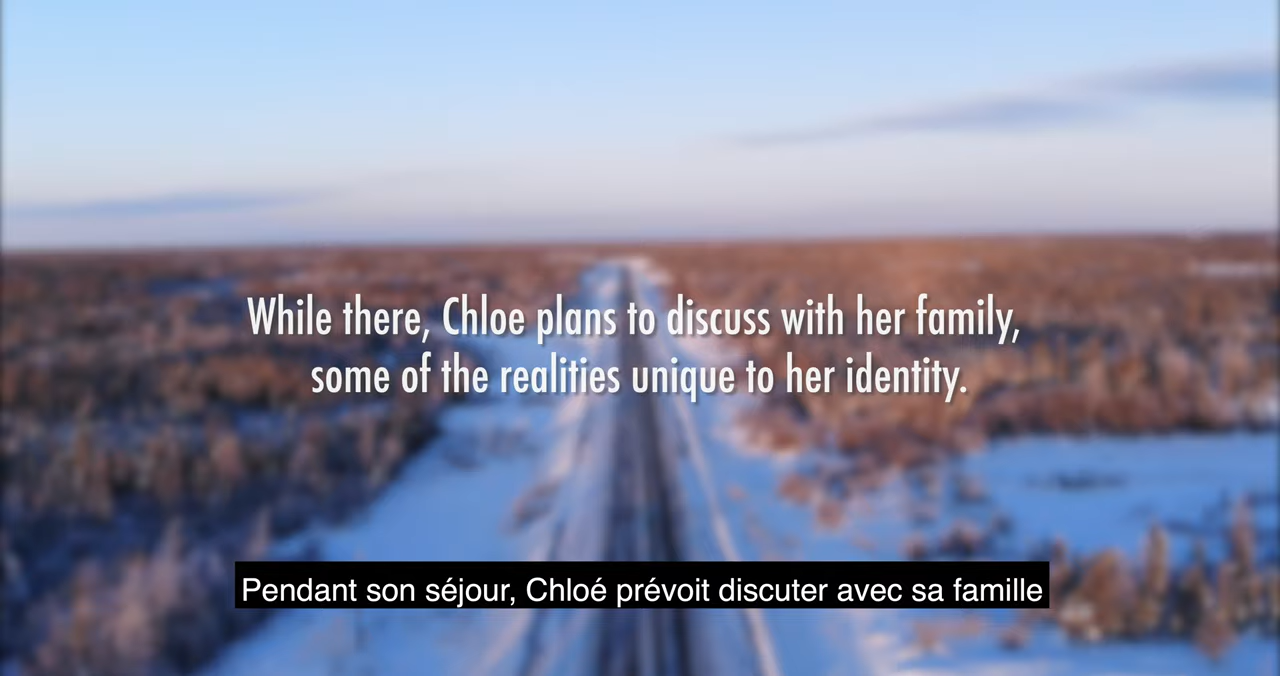 While there, Chloe plans to discuss with her family,
some of the realities unique to her identity.
Pendant son séjour, Chloé prévoit discuter avec sa famille